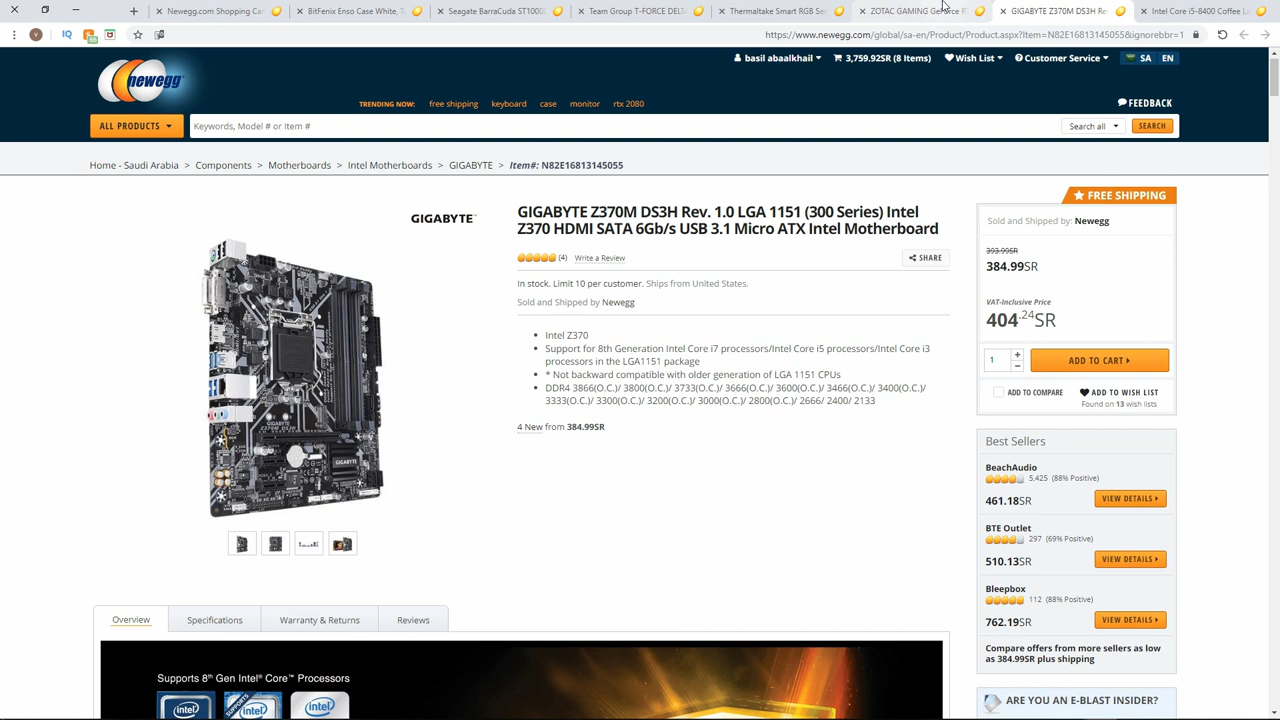 Newegg.com Shopping Ca
BitFenix Enso Case White, T
Seagate BarraCuda ST1000
Team Group T-FORCE DELT
Thermaltake Smart RGB Seri
ZOTAC GAMING GeForce R
GIGABYTE Z370M DS3H Re
Intel Core i5-8400 Coffee L
V
IQ
https://www.newegg.com/global/sa-en/Product/Product.aspx?Item=N82E16813145055&ignorebbr=1
newegg
basil abaalkhail
3,759.92SR (8 Items)
Wish List
Customer Service
SA
EN
TRENDING NOW: free shipping keyboard case monitor rtx 2080
FEEDBACK
ALL PRODUCTS
Keywords, Model # or Item #
Search all
SEARCH
Home - Saudi Arabia > Components > Motherboards > Intel Motherboards > GIGABYTE > Item#: N82E16813145055
FREE SHIPPING
GIGABYTE™
GIGABYTE Z370M DS3H Rev. 1.0 LGA 1151 (300 Series) Intel
Z370 HDMI SATA 6Gb/s USB 3.1 Micro ATX Intel Motherboard
(4) Write a Review
SHARE
In stock. Limit 10 per customer. Ships from United States.
Sold and Shipped by Newegg
• Intel Z370
• Support for 8th Generation Intel Core i7 processors/Intel Core i5 processors/Intel Core i3
processors in the LGA1151 package
• * Not backward compatible with older generation of LGA 1151 CPUs
• DDR4 3866(O.C.)/ 3800(O.C.)/ 3733(O.C.)/ 3666(O.C.)/ 3600(O.C.)/ 3466(O.C.)/ 3400(O.C.)/
3333(O.C.)/ 3300(O.C.)/ 3200(O.C.)/ 3000(O.C.)/ 2800(O.C.)/ 2666/ 2400/ 2133
4 New from 384.99SR
Sold and Shipped by: Newegg
393.99SR
384.99SR
VAT-Inclusive Price
404.24SR
1
+
−
ADD TO CART
ADD TO COMPARE
ADD TO WISH LIST
Found on 13 wish lists
Best Sellers
BeachAudio
5,425 (88% Positive)
461.18SR
VIEW DETAILS
BTE Outlet
297 (69% Positive)
510.13SR
VIEW DETAILS
Bleepbox
112 (88% Positive)
762.19SR
VIEW DETAILS
Compare offers from more sellers as low
as 384.99SR plus shipping
ARE YOU AN E-BLAST INSIDER?
GIGABYTE
Z370M DS3H
GIGABYTE
Overview
Specifications
Warranty & Returns
Reviews
Supports 8th Gen Intel® Core™ Processors
intel
intel
intel